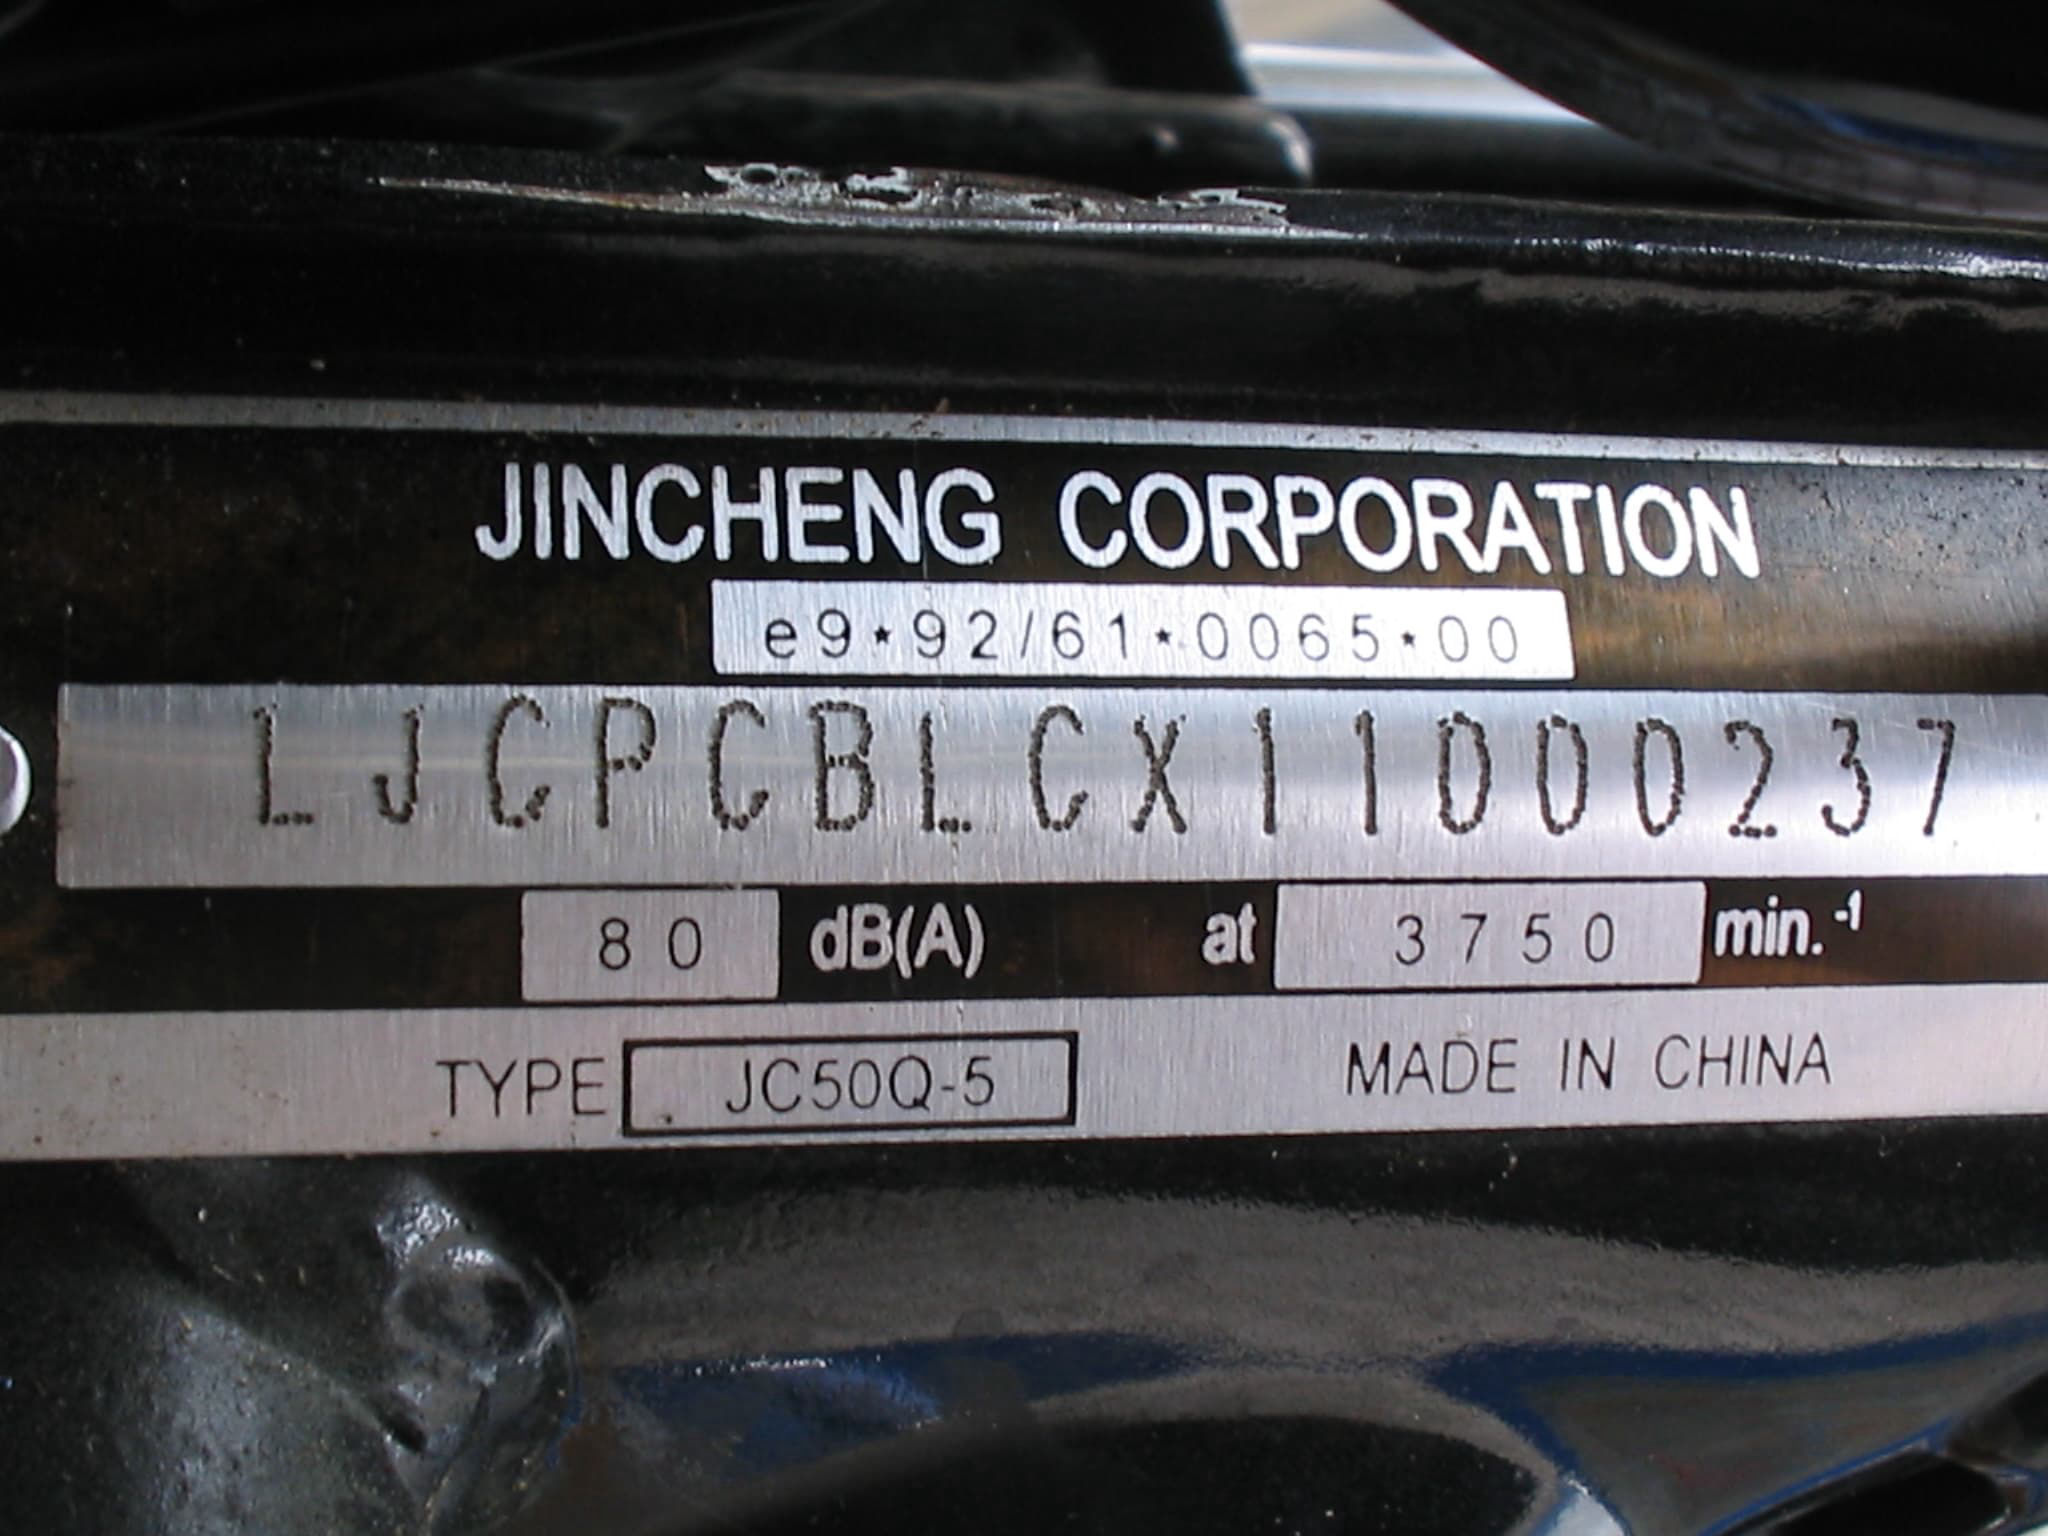 JINCHENG CORPORATION
e9*92/61*0065*00
LJCPCBLCX11000237
80 dB(A) at 3750 min.⁻¹
TYPE JC50Q-5 MADE IN CHINA